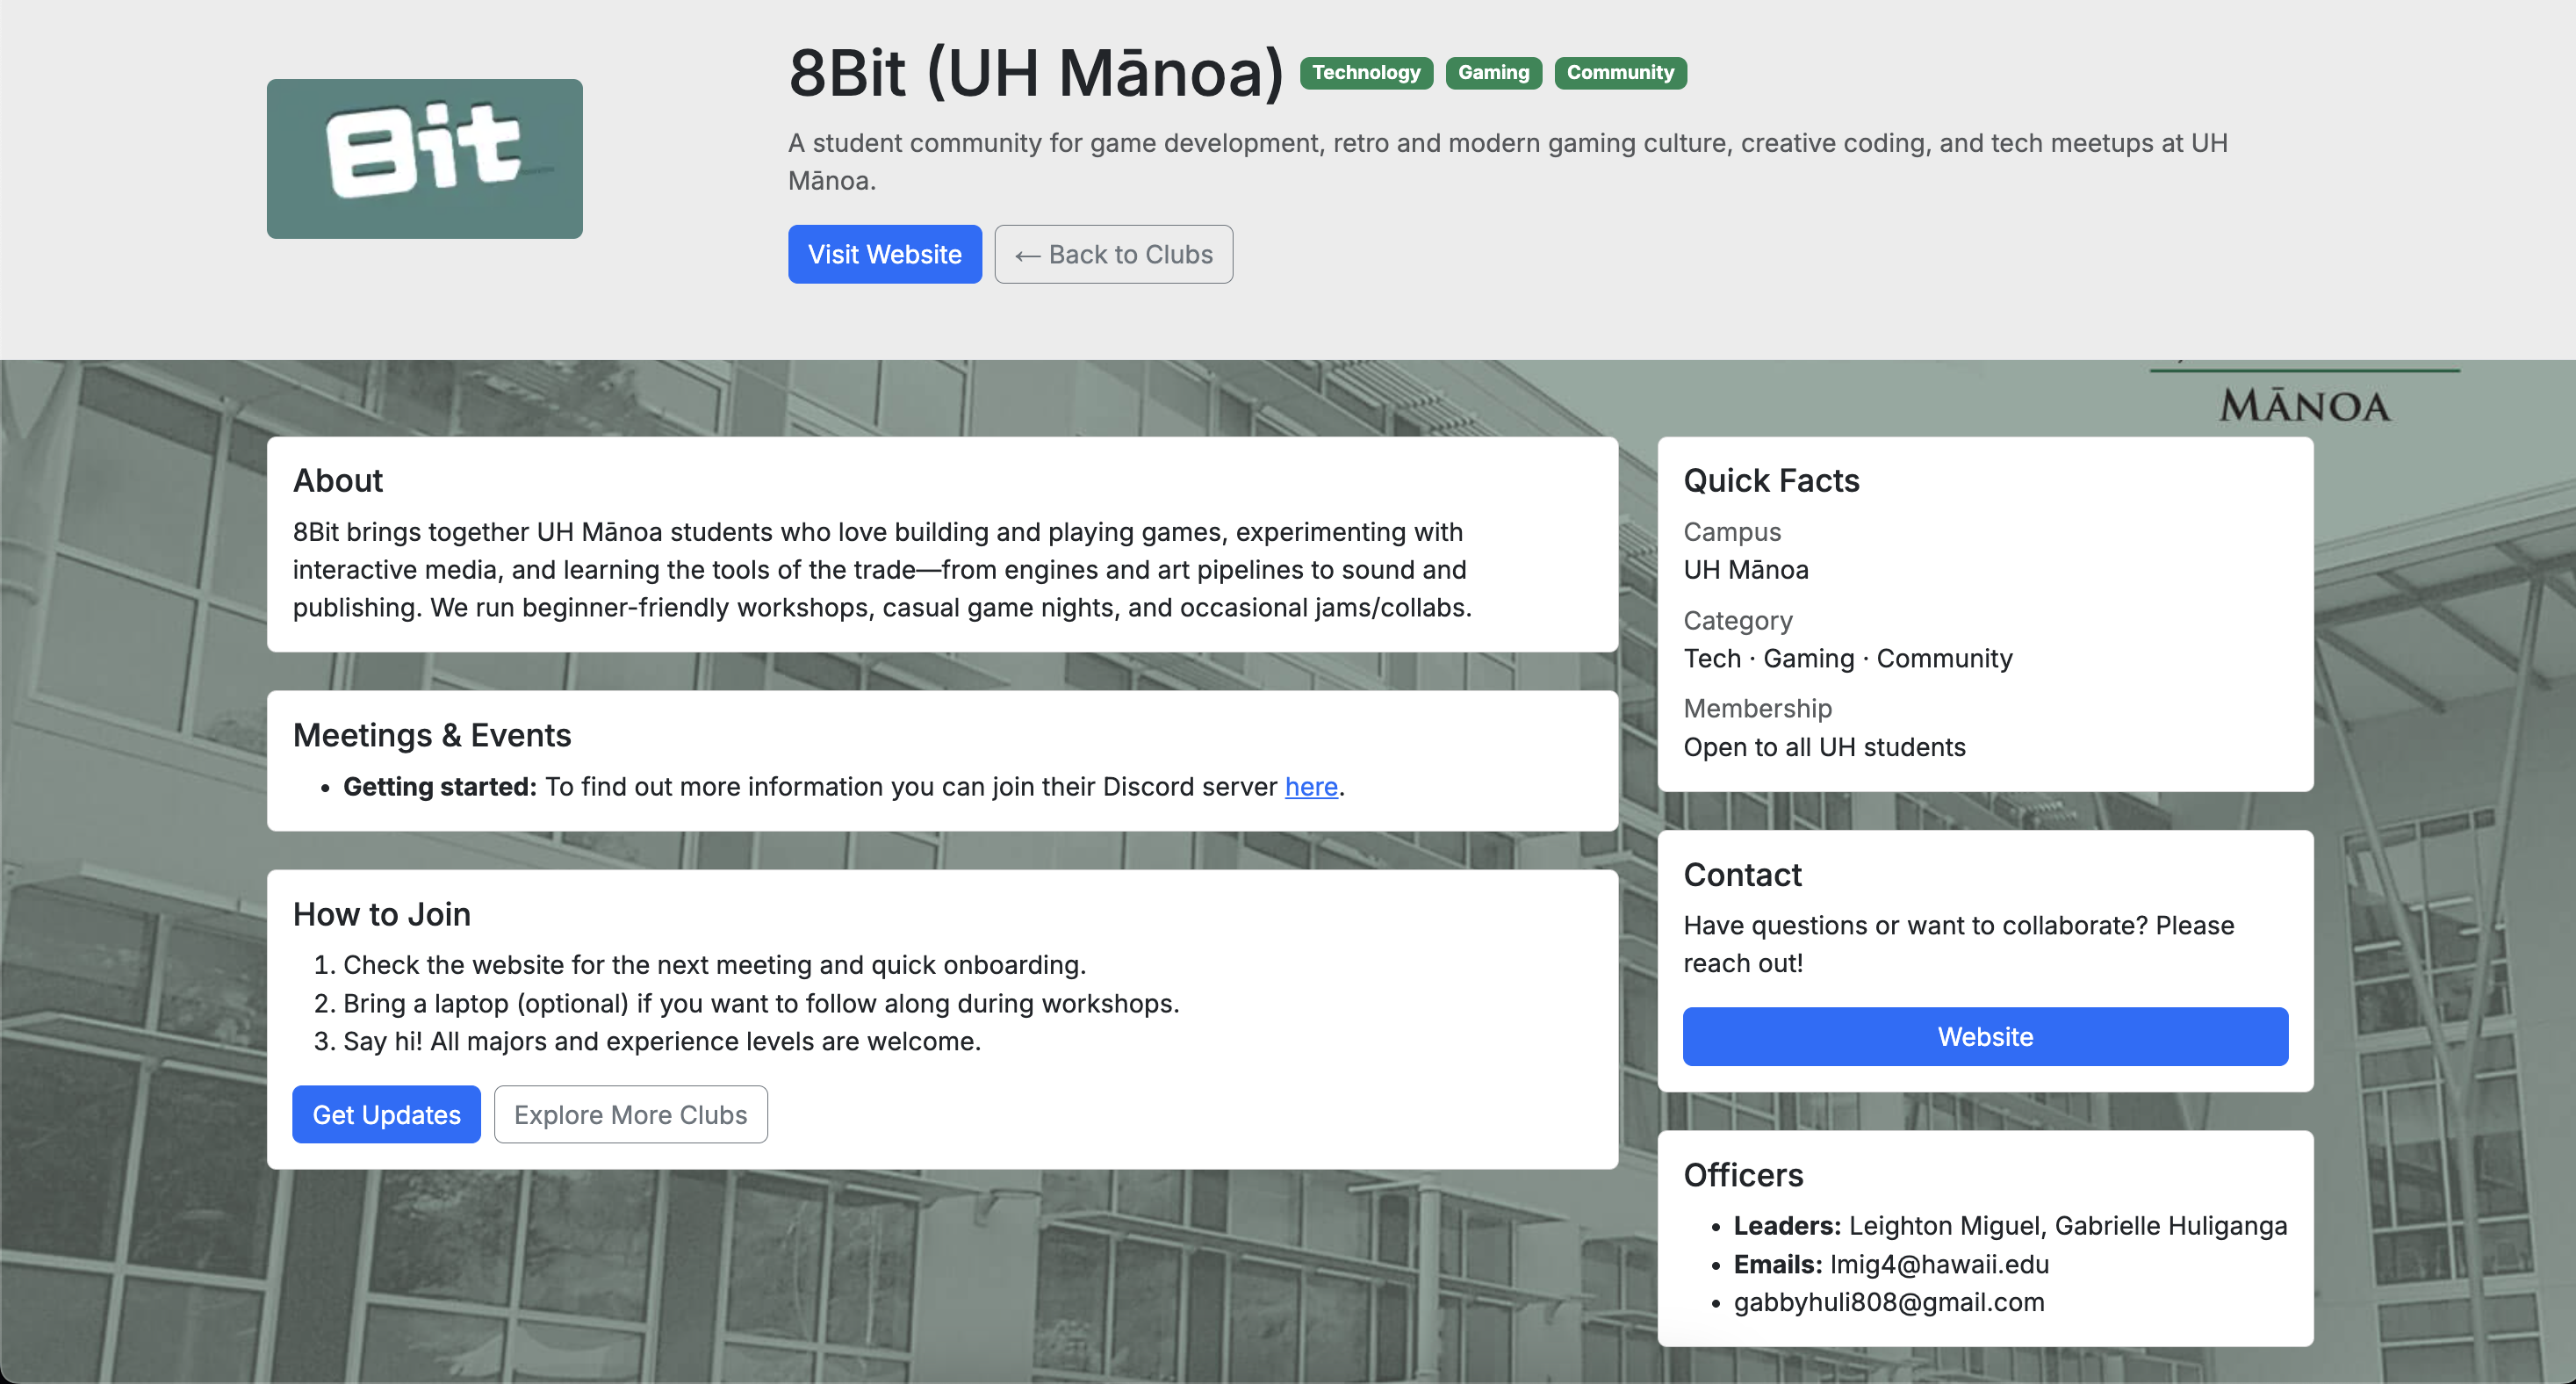 8Bit
8Bit (UH Mānoa)
Technology
Gaming
Community
A student community for game development, retro and modern gaming culture, creative coding, and tech meetups at UH
Mānoa.
Visit Website
← Back to Clubs
MĀNOA
About
8Bit brings together UH Mānoa students who love building and playing games, experimenting with
interactive media, and learning the tools of the trade—from engines and art pipelines to sound and
publishing. We run beginner-friendly workshops, casual game nights, and occasional jams/collabs.
Meetings & Events
• Getting started: To find out more information you can join their Discord server here.
How to Join
1. Check the website for the next meeting and quick onboarding.
2. Bring a laptop (optional) if you want to follow along during workshops.
3. Say hi! All majors and experience levels are welcome.
Get Updates
Explore More Clubs
Quick Facts
Campus
UH Mānoa
Category
Tech · Gaming · Community
Membership
Open to all UH students
Contact
Have questions or want to collaborate? Please
reach out!
Website
Officers
• Leaders: Leighton Miguel, Gabrielle Huliganga
• Emails: lmig4@hawaii.edu
• gabbyhuli808@gmail.com